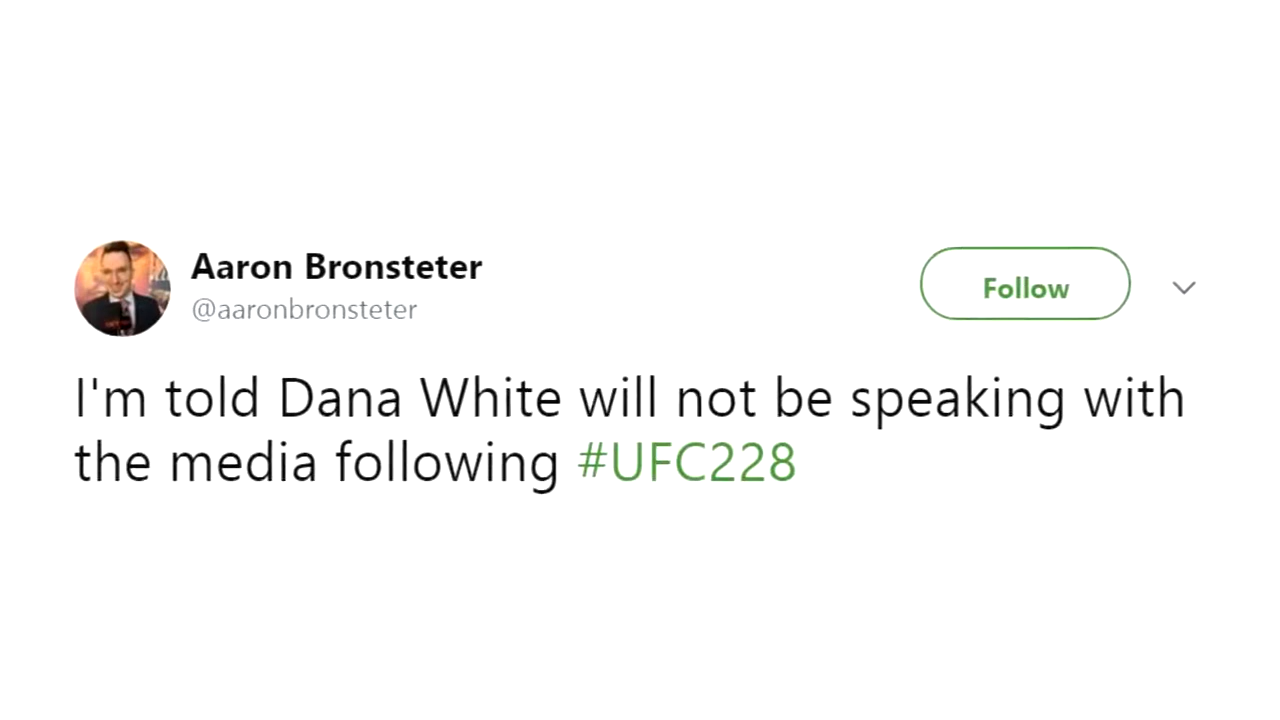 Aaron Bronsteter
@aaronbronsteter
Follow
I'm told Dana White will not be speaking with
the media following #UFC228